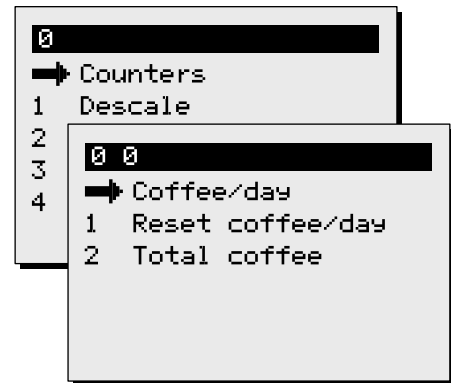 0
Counters
1 Descale
2
3
4
0 0
Coffee/day
1 Reset coffee/day
2 Total coffee